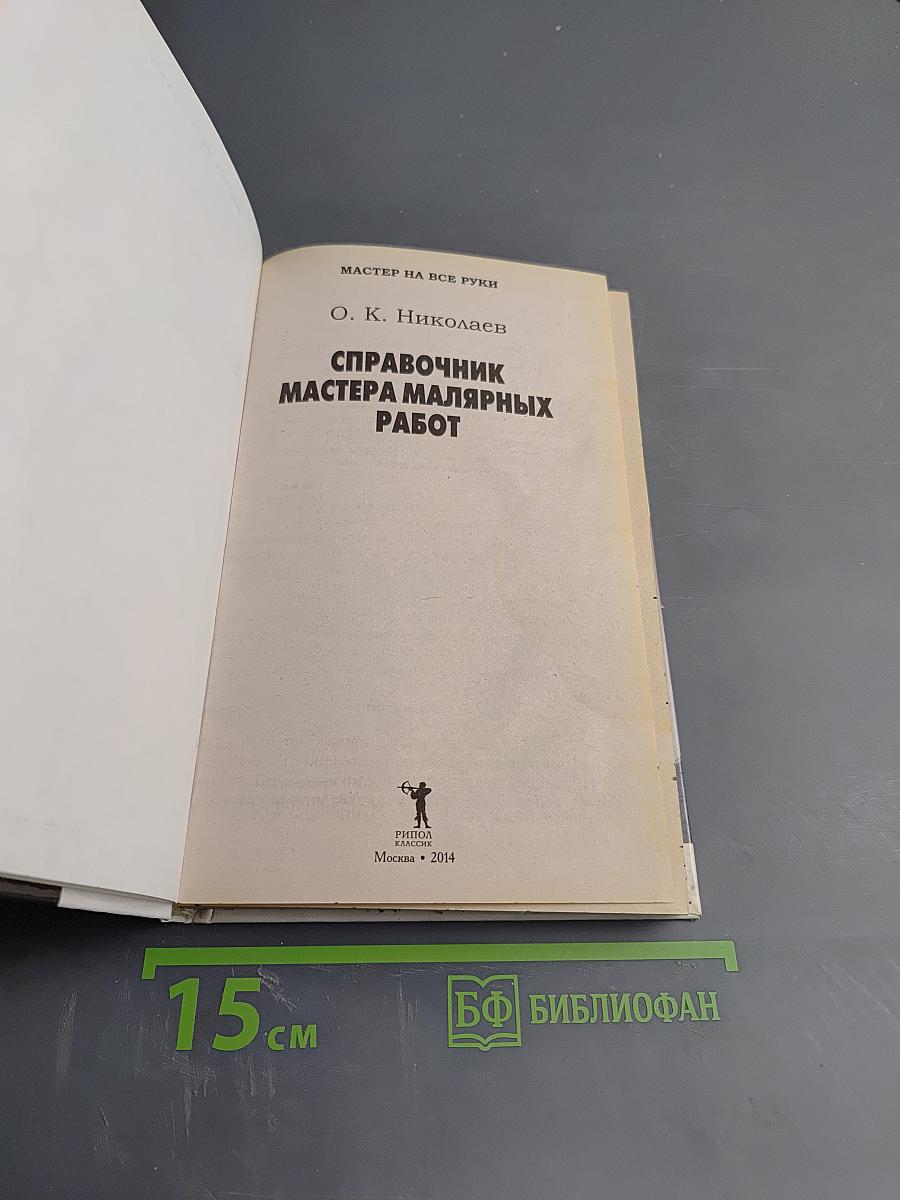 МАСТЕР НА ВСЕ РУКИ
О. К. Николаев
СПРАВОЧНИК
МАСТЕРА МАЛЯРНЫХ
РАБОТ
РИПОЛ
КЛАССИК
Москва • 2014
15 см
БФ БИБЛИОФАН